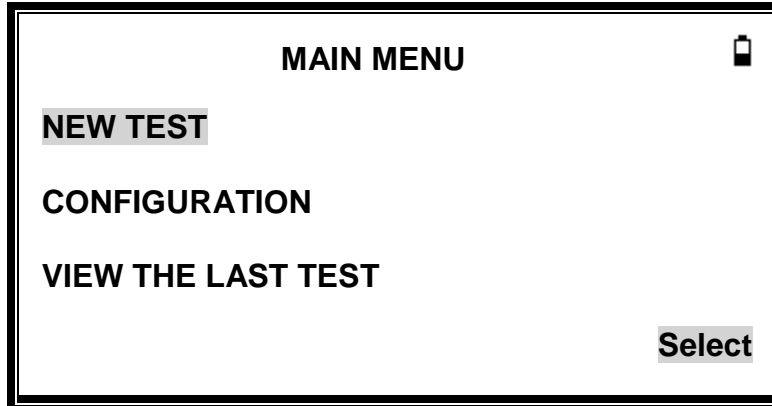 MAIN MENU
NEW TEST
CONFIGURATION
VIEW THE LAST TEST
Select